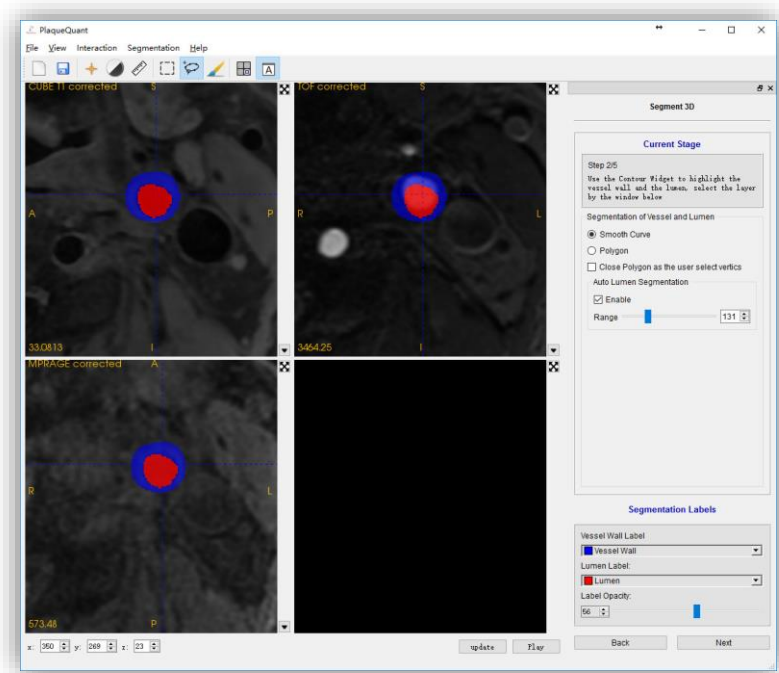 PlaqueQuant
File View Interaction Segmentation Help
A
CUBE T1 corrected
S
A
P
33.0813
I
TOF corrected
S
R
L
3464.25
I
MPRAGE corrected
A
R
L
573.48
P
x: 350 y: 269 z: 23
update Play
Segment 3D
Current Stage
Step 2/5
Use the Contour Widget to highlight the
vessel wall and the lumen, select the layer
by the window below
Segmentation of Vessel and Lumen
Smooth Curve
Polygon
Close Polygon as the user select vertics
Auto Lumen Segmentation
Enable
Range 131
Segmentation Labels
Vessel Wall Label
Vessel Wall
Lumen Label:
Lumen
Label Opacity:
56
Back Next